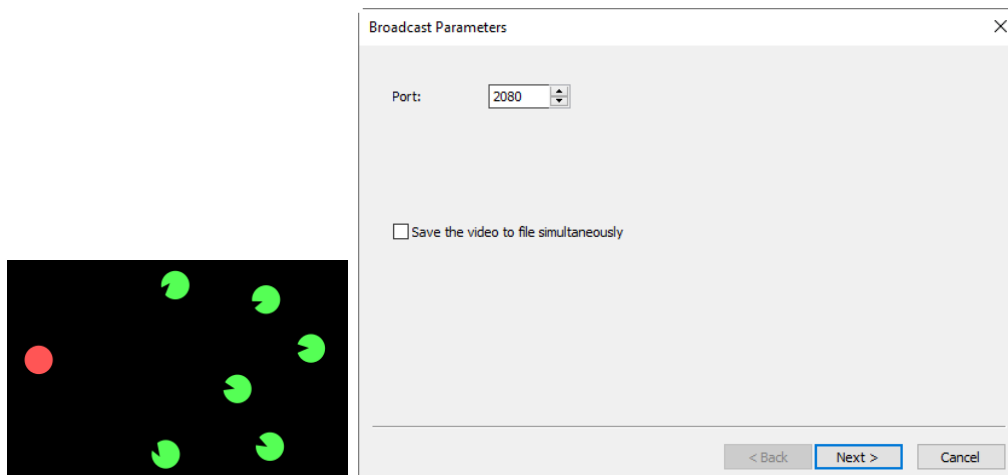 Broadcast Parameters
Port:
2080
Save the video to file simultaneously
< Back
Next >
Cancel